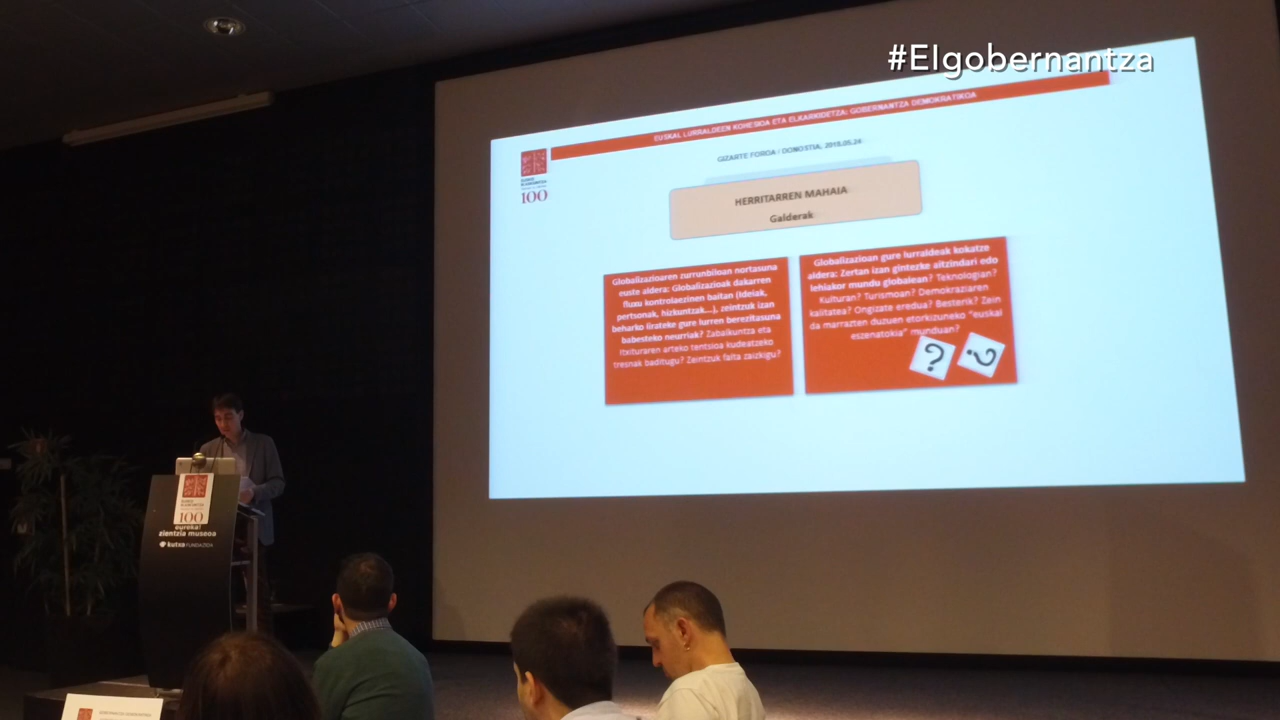 #EIgobernantza
EUSKAL LURRALDEEN KOHESIOA ETA ELKARKIDETZA: GOBERNANTZA DEMOKRATIKOA
GIZARTE FOROA / DONOSTIA, 2018.05.24
100
HERRITARREN MAHAIA
Galderak
Globalizazioaren zurrunbiloan nortasuna
euste aldera: Globalizazioak dakarren
fluxu kontrolaezinen baitan (Ideiak,
pertsonak, hizkuntzak...), zeintzuk izan
beharko lirateke gure lurren berezitasuna
babesteko neurriak? Zabalkuntza eta
Itxituraren arteko tentsioa kudeatzeko
tresnak baditugu? Zeintzuk falta zaizkigu?
Globalizazioan gure lurraldeak kokatze
aldera: Zertan izan gintezke aitzindari edo
lehiakor mundu globalean? Teknologian?
Kulturan? Turismoan? Demokraziaren
kalitatea? Ongizate eredua? Besterik? Zein
da marrazten duzuen etorkizuneko "euskal
eszenatokia" munduan?
? ?
100
eureka!
zientzia museoa
kutxa FUNDAZIOA